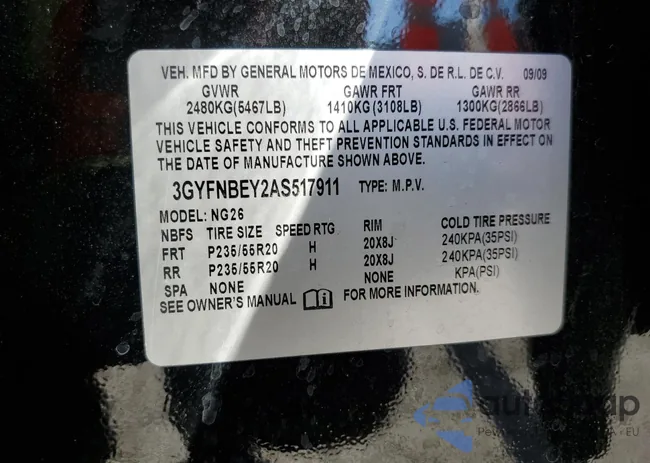 VEH. MFD BY GENERAL MOTORS DE MEXICO, S. DE R.L. DE C.V. 09/09
GVWR GAWR FRT GAWR RR
2480KG(5467LB) 1410KG(3108LB) 1300KG(2866LB)
THIS VEHICLE CONFORMS TO ALL APPLICABLE U.S. FEDERAL MOTOR
VEHICLE SAFETY AND THEFT PREVENTION STANDARDS IN EFFECT ON
THE DATE OF MANUFACTURE SHOWN ABOVE.
3GYFNBEY2AS517911 TYPE: M.P.V.
MODEL: NG26
NBFS TIRE SIZE SPEED RTG RIM COLD TIRE PRESSURE
FRT P235/55R20 H 20X8J 240KPA(35PSI)
RR P235/55R20 H 20X8J 240KPA(35PSI)
SPA NONE NONE KPA(PSI)
SEE OWNER'S MANUAL FOR MORE INFORMATION.